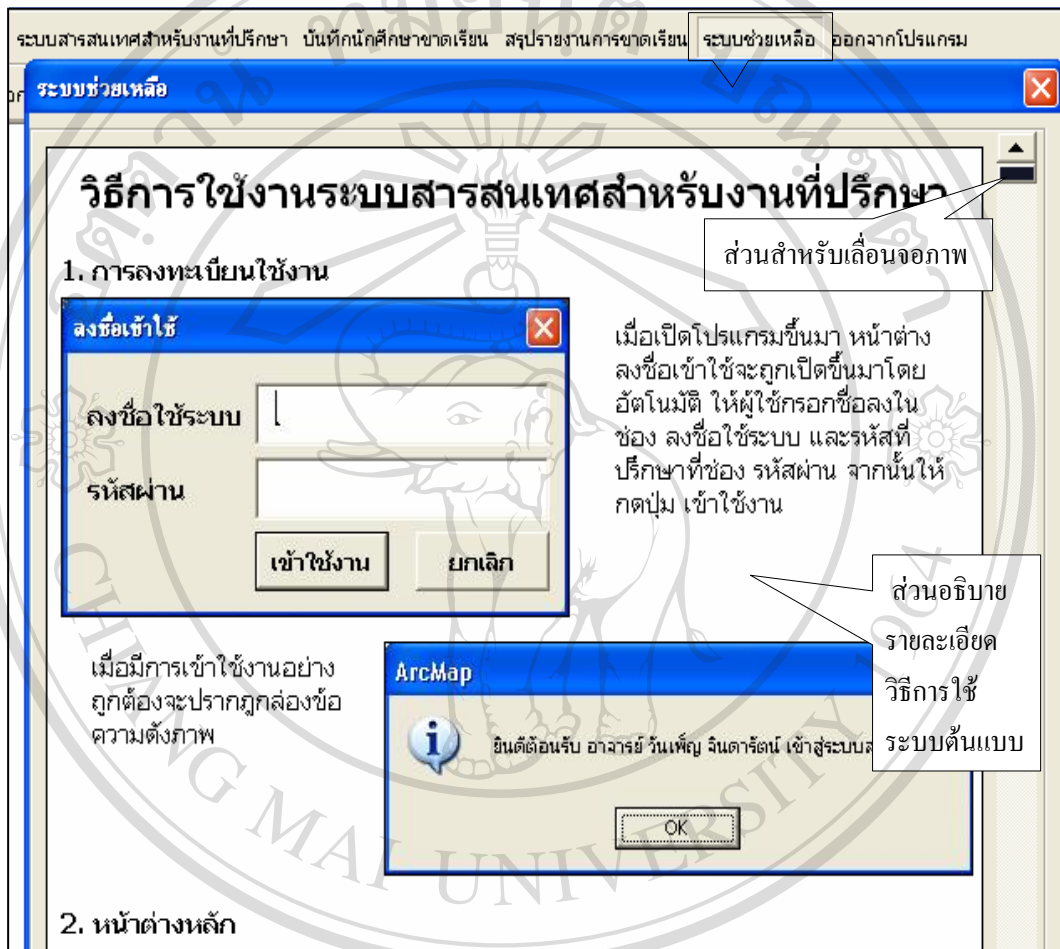 ระบบสารสนเทศสำหรับงานที่ปรึกษา บันทึกนักศึกษาขาดเรียน สรุปรายงานการขาดเรียน ระบบช่วยเหลือ ออกจากโปรแกรม
ระบบช่วยเหลือ
วิธีการใช้งานระบบสารสนเทศสำหรับงานที่ปรึกษา
ส่วนสำหรับเลื่อนจอภาพ
1. การลงทะเบียนใช้งาน
ลงชื่อเข้าใช้
ลงชื่อใช้ระบบ
รหัสผ่าน
เข้าใช้งาน ยกเลิก
เมื่อเปิดโปรแกรมขึ้นมา หน้าต่าง
ลงชื่อเข้าใช้จะถูกเปิดขึ้นมาโดย
อัตโนมัติ ให้ผู้ใช้กรอกชื่อลงใน
ช่อง ลงชื่อใช้ระบบ และรหัสที่
ปรึกษาที่ช่อง รหัสผ่าน จากนั้นให้
กดปุ่ม เข้าใช้งาน
ส่วนอธิบาย
รายละเอียด
วิธีการใช้
ระบบต้นแบบ
เมื่อมีการเข้าใช้งานอย่าง
ถูกต้องจะปรากฎกล่องข้อ
ความดังภาพ
ArcMap
ยินดีต้อนรับ อาจารย์ วันเพ็ญ จินดารัตน์ เข้าสู่ระบบ
OK
2. หน้าต่างหลัก
CHIANG MAI UNIVERSITY 1964